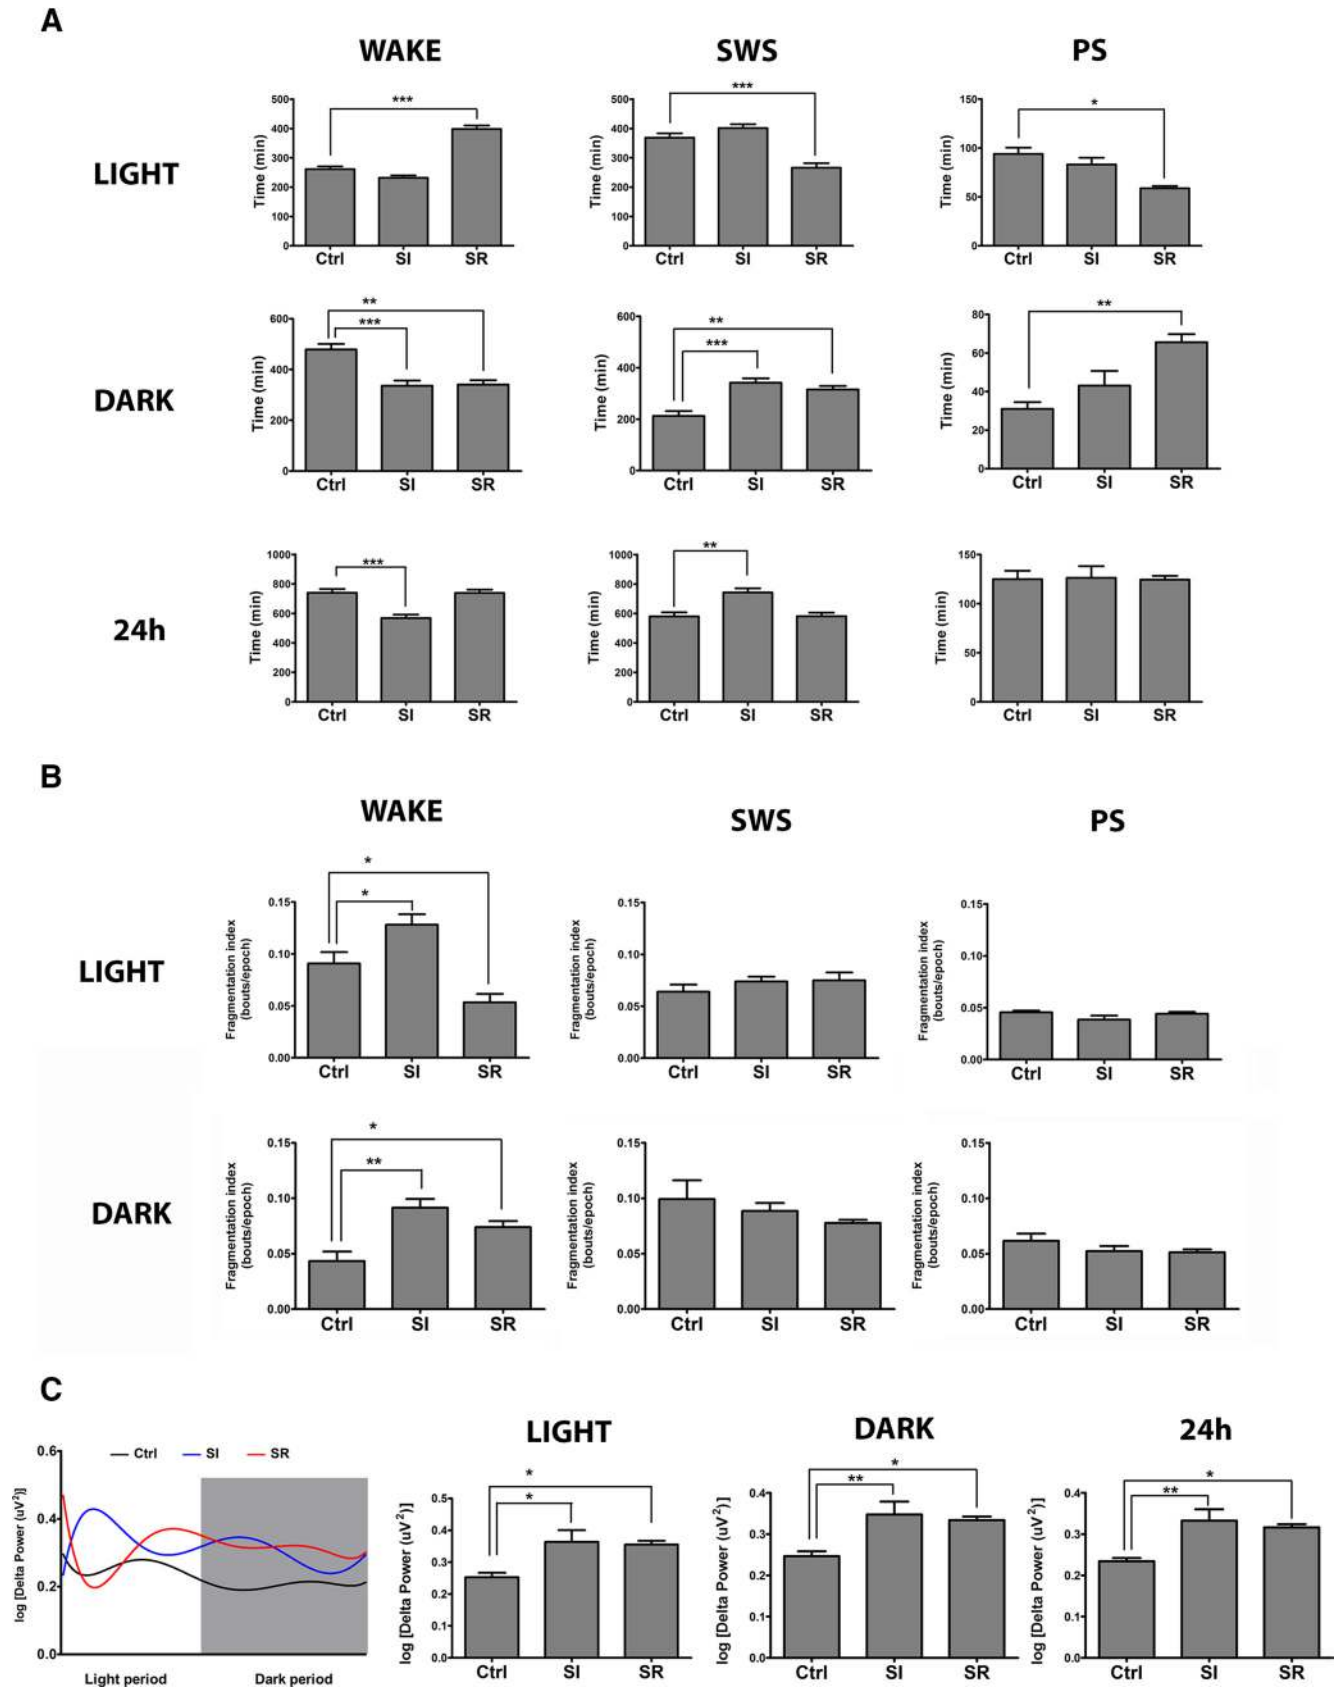 A
WAKE SWS PS
LIGHT
Time (min)
500
400
300
200
100
0
***
Ctrl SI SR
Time (min)
500
400
300
200
100
0
***
Ctrl SI SR
Time (min)
150
100
50
0
*
Ctrl SI SR
DARK
Time (min)
600
400
200
0
**
***
Ctrl SI SR
Time (min)
600
400
200
0
**
***
Ctrl SI SR
Time (min)
80
60
40
20
0
**
Ctrl SI SR
24h
Time (min)
1000
800
600
400
200
0
***
Ctrl SI SR
Time (min)
1000
800
600
400
200
0
**
Ctrl SI SR
Time (min)
150
100
50
0
Ctrl SI SR
B
WAKE SWS PS
LIGHT
Fragmentation index
(bouts/epoch)
0.15
0.10
0.05
0.00
*
*
Ctrl SI SR
Fragmentation index
(bouts/epoch)
0.15
0.10
0.05
0.00
Ctrl SI SR
Fragmentation index
(bouts/epoch)
0.15
0.10
0.05
0.00
Ctrl SI SR
DARK
Fragmentation index
(bouts/epoch)
0.15
0.10
0.05
0.00
*
**
Ctrl SI SR
Fragmentation index
(bouts/epoch)
0.15
0.10
0.05
0.00
Ctrl SI SR
Fragmentation index
(bouts/epoch)
0.15
0.10
0.05
0.00
Ctrl SI SR
C
log [Delta Power (uV²)]
0.6
0.4
0.2
0.0
Ctrl SI SR
Light period Dark period
LIGHT
log [Delta Power (uV²)]
0.5
0.4
0.3
0.2
0.1
0.0
*
*
Ctrl SI SR
DARK
log [Delta Power (uV²)]
0.4
0.3
0.2
0.1
0.0
*
**
Ctrl SI SR
24h
log [Delta Power (uV²)]
0.4
0.3
0.2
0.1
0.0
*
**
Ctrl SI SR